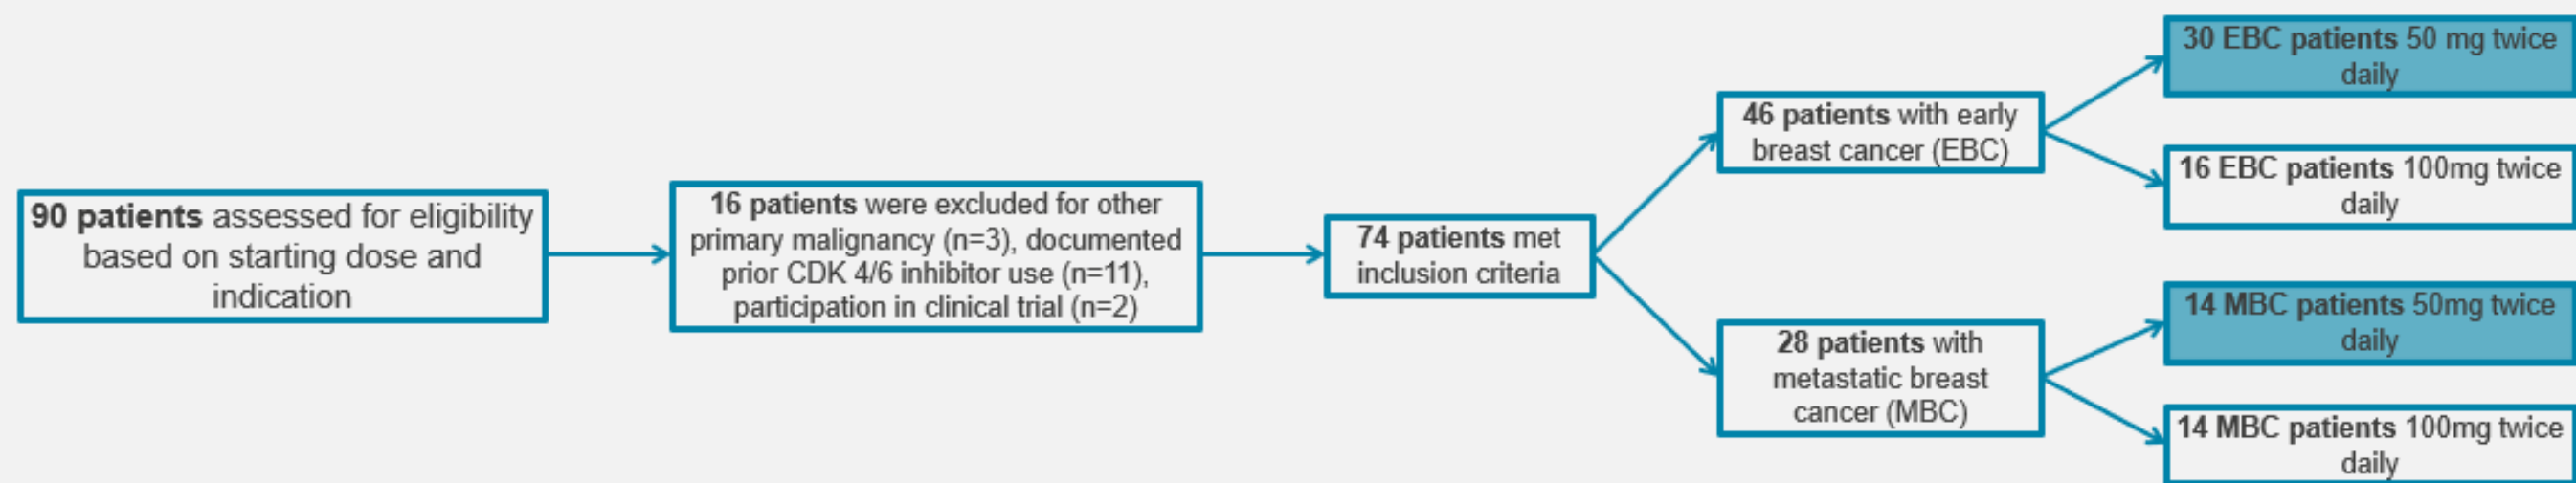 90 patients assessed for eligibility
based on starting dose and
indication
16 patients were excluded for other
primary malignancy (n=3), documented
prior CDK 4/6 inhibitor use (n=11),
participation in clinical trial (n=2)
74 patients met
inclusion criteria
46 patients with early
breast cancer (EBC)
28 patients with
metastatic breast
cancer (MBC)
30 EBC patients 50 mg twice
daily
16 EBC patients 100mg twice
daily
14 MBC patients 50mg twice
daily
14 MBC patients 100mg twice
daily